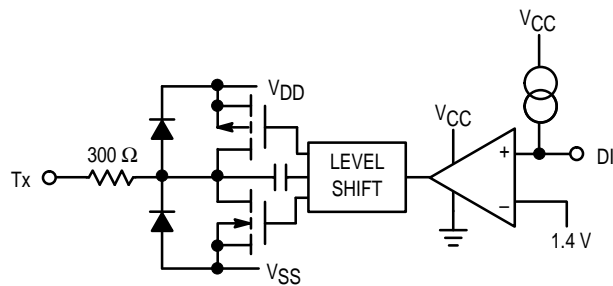 VCC
VDD
VCC
300 Ω
Tx
LEVEL
SHIFT
+
DI
−
1.4 V
VSS